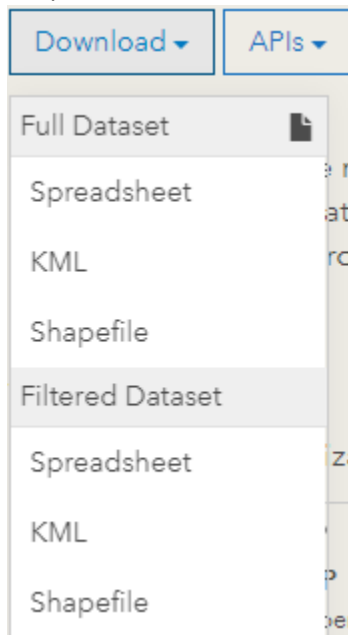 Download APIs
Full Dataset
Spreadsheet
KML
Shapefile
Filtered Dataset
Spreadsheet
KML
Shapefile